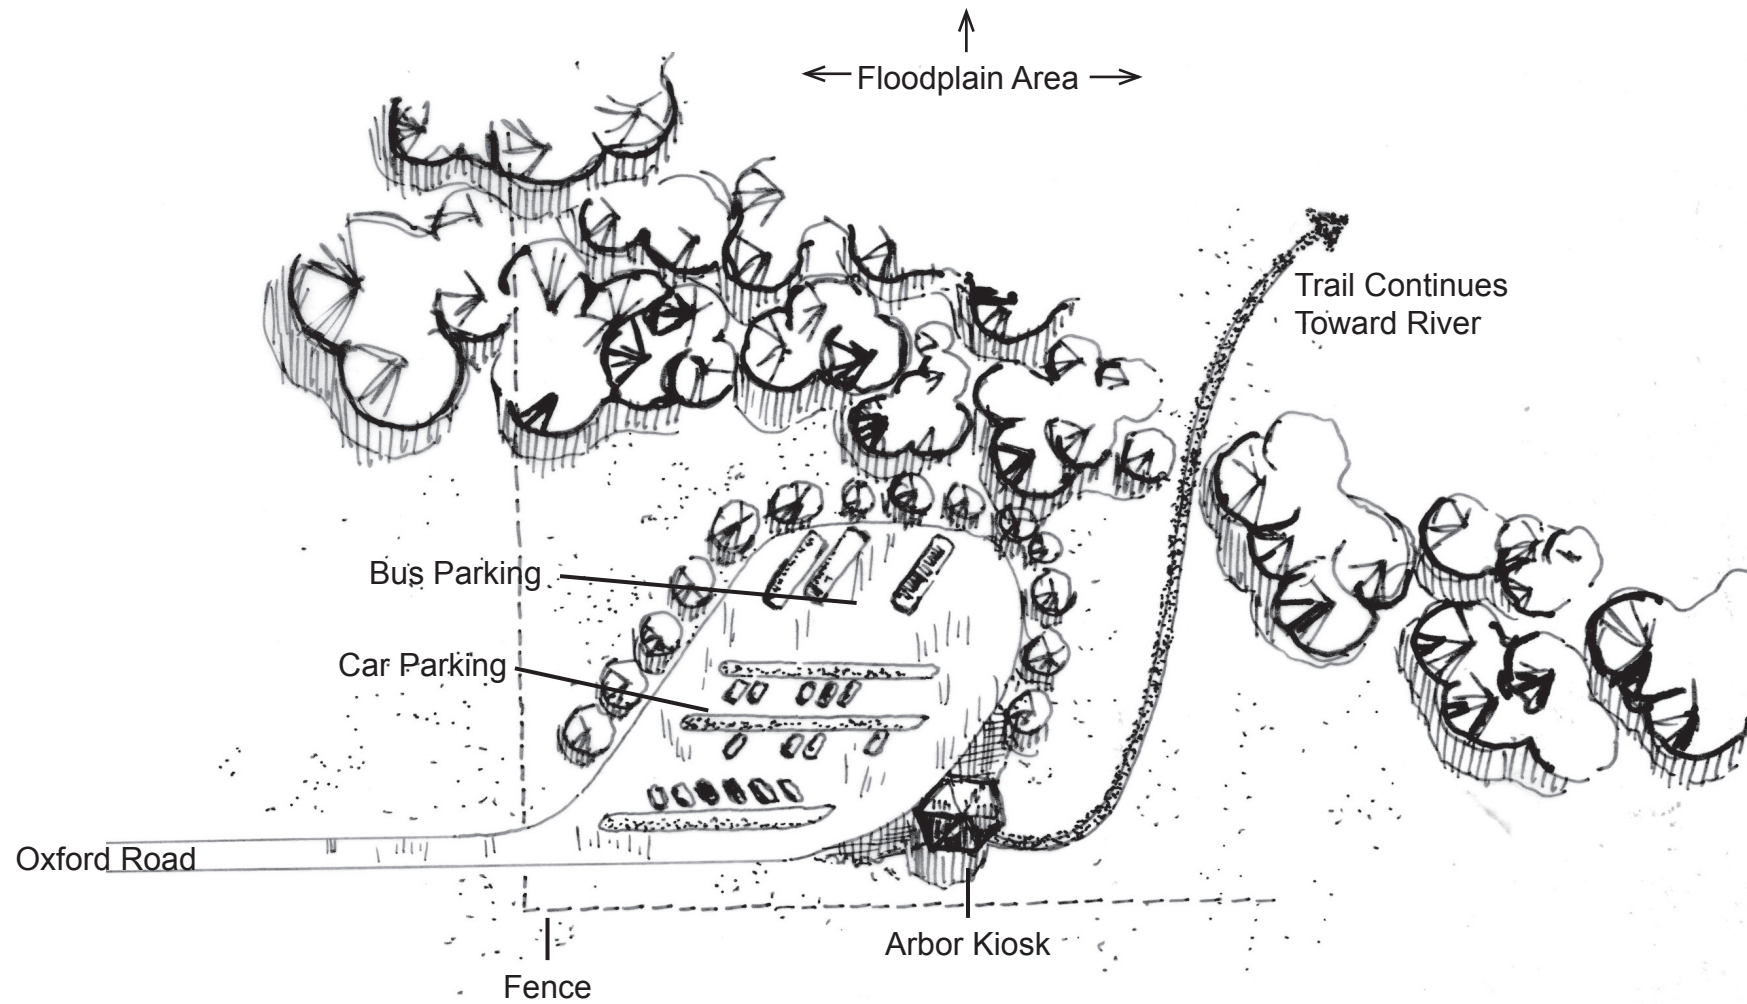 Floodplain Area
Trail Continues
Toward River
Bus Parking
Car Parking
Oxford Road
Arbor Kiosk
Fence